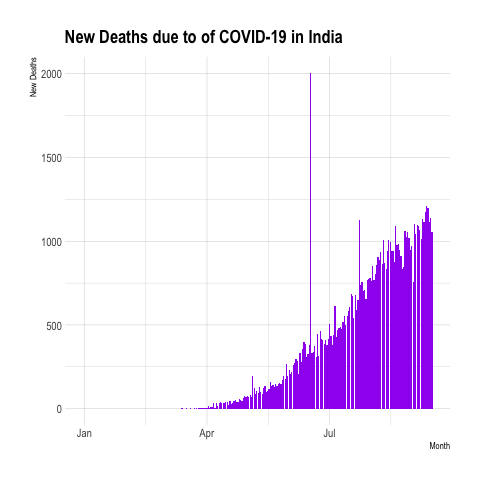 New Deaths due to of COVID-19 in India
New Deaths
2000
1500
1000
500
0
Jan Apr Jul
Month